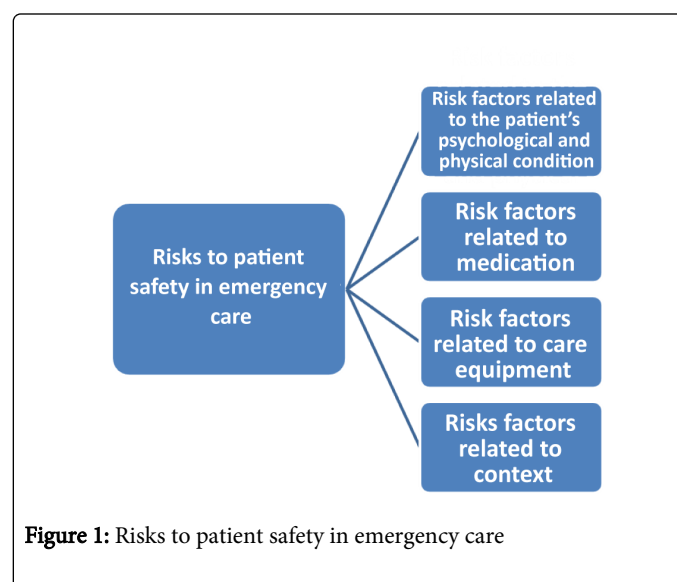 Risks to patient
safety in emergency
care
Risk factors related
to the patient's
psychological and
physical condition
Risk factors
related to
medication
Risk factors
related to care
equipment
Risks factors
related to
context
Figure 1: Risks to patient safety in emergency care